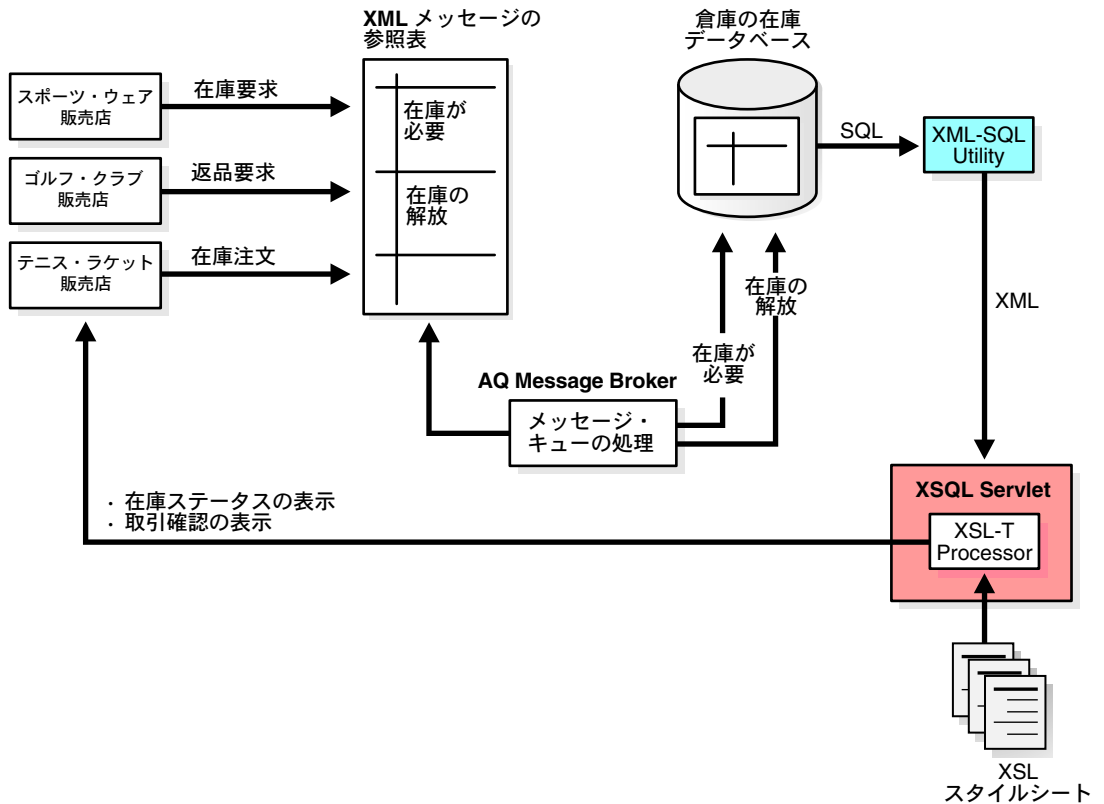 XML メッセージの
参照表
倉庫の在庫
データベース
スポーツ・ウェア
販売店
在庫要求
在庫が
必要
SQL
XML-SQL
Utility
ゴルフ・クラブ
販売店
返品要求
在庫の
解放
テニス・ラケット
販売店
在庫注文
在庫の
解放
XML
在庫が
必要
AQ Message Broker
メッセージ・
キューの処理
・ 在庫ステータスの表示
・ 取引確認の表示
XSQL Servlet
XSL-T
Processor
XSL
スタイルシート